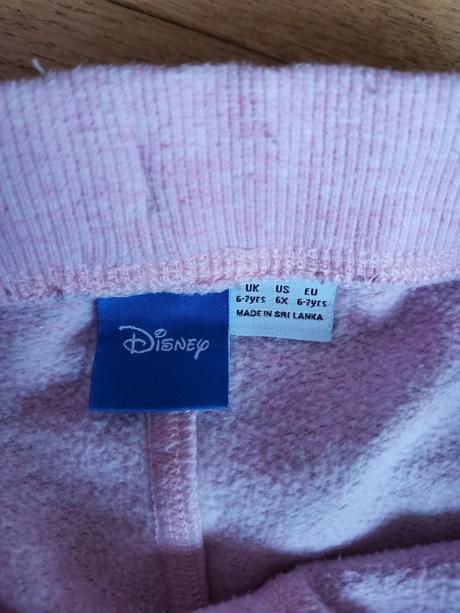 Disney
UK US EU
6-7yrs 6X 6-7yrs
MADE IN SRI LANKA